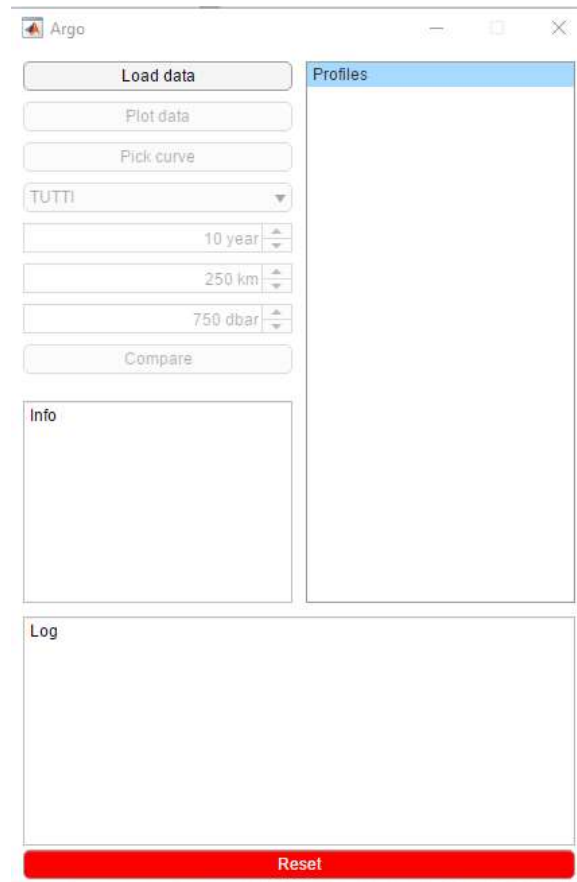 Argo
Load data
Plot data
Pick curve
TUTTI
10 year
250 km
750 dbar
Compare
Profiles
Info
Log
Reset